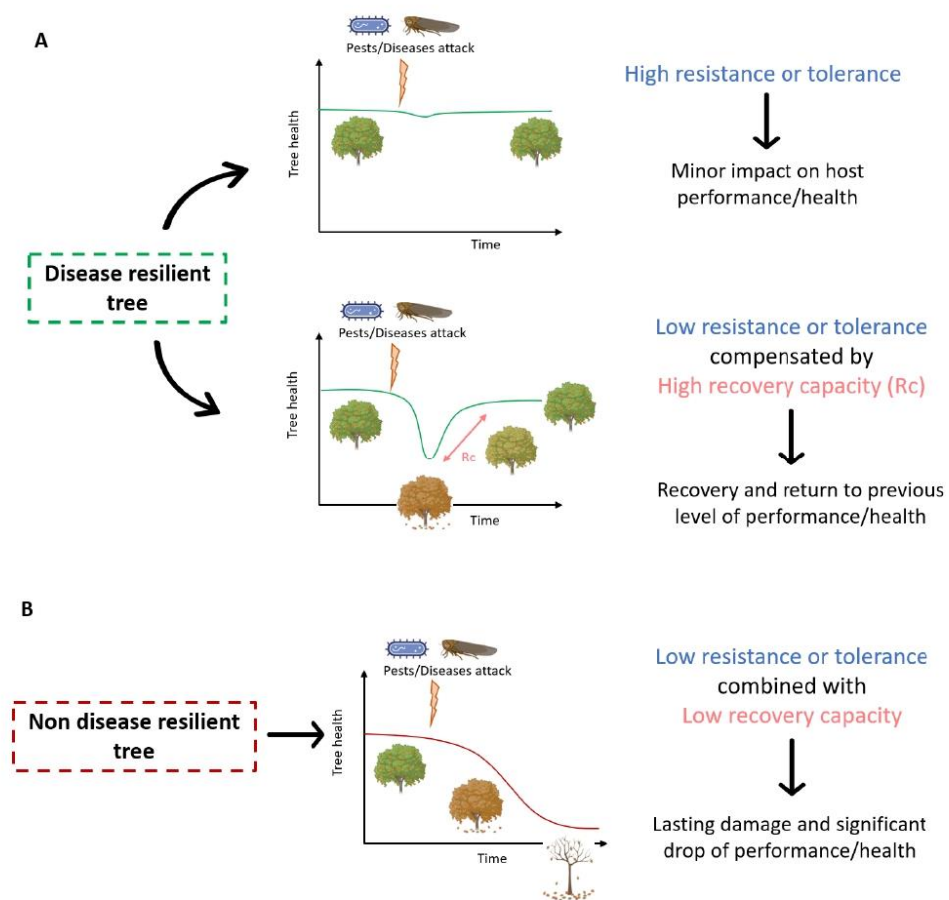 A
Pests/Diseases attack
Tree health
Time
High resistance or tolerance
Minor impact on host
performance/health
Disease resilient
tree
Pests/Diseases attack
Tree health
Rc
Time
Low resistance or tolerance
compensated by
High recovery capacity (Rc)
Recovery and return to previous
level of performance/health
B
Non disease resilient
tree
Pests/Diseases attack
Tree health
Time
Low resistance or tolerance
combined with
Low recovery capacity
Lasting damage and significant
drop of performance/health